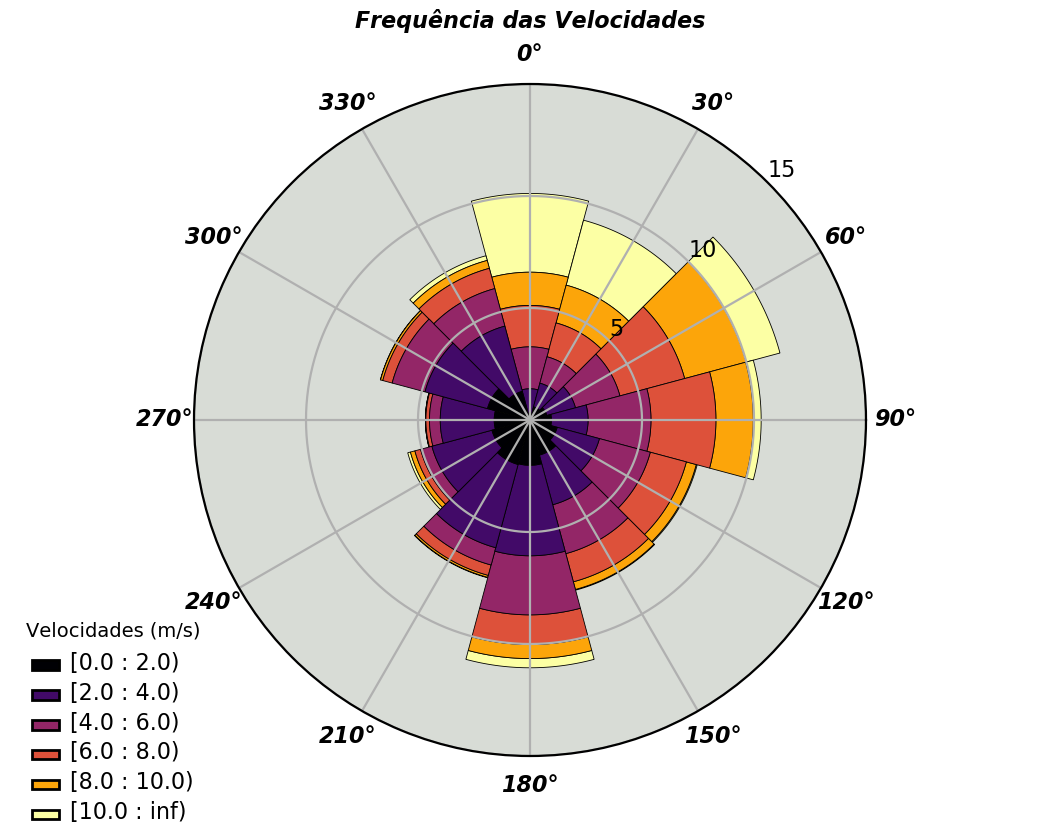 Frequência das Velocidades
0°
330°
30°
15
300°
60°
10
5
270°
90°
240°
120°
210°
150°
180°
Velocidades (m/s)
[0.0 : 2.0)
[2.0 : 4.0)
[4.0 : 6.0)
[6.0 : 8.0)
[8.0 : 10.0)
[10.0 : inf)